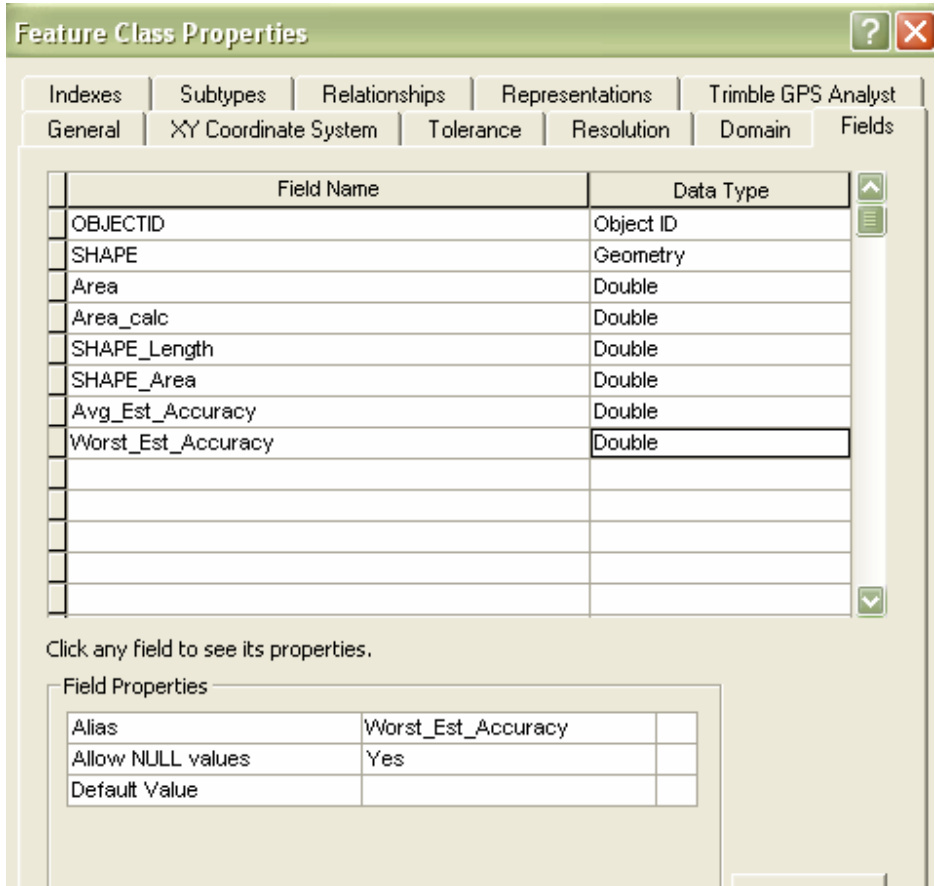 Feature Class Properties
Indexes Subtypes Relationships Representations Trimble GPS Analyst
General XY Coordinate System Tolerance Resolution Domain Fields
Field Name Data Type
OBJECTID Object ID
SHAPE Geometry
Area Double
Area_calc Double
SHAPE_Length Double
SHAPE_Area Double
Avg_Est_Accuracy Double
Worst_Est_Accuracy Double
Click any field to see its properties.
Field Properties
Alias Worst_Est_Accuracy
Allow NULL values Yes
Default Value